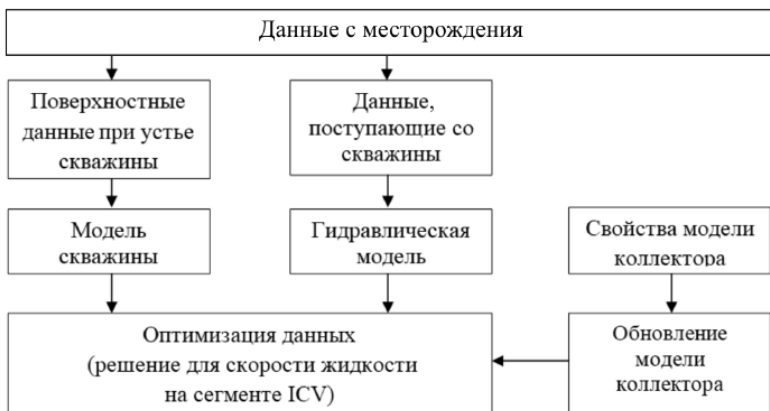 Данные с месторождения
Поверхностные
данные при устье
скважины
Данные,
поступающие со
скважины
Модель
скважины
Гидравлическая
модель
Свойства модели
коллектора
Оптимизация данных
(решение для скорости жидкости
на сегменте ICV)
Обновление
модели
коллектора